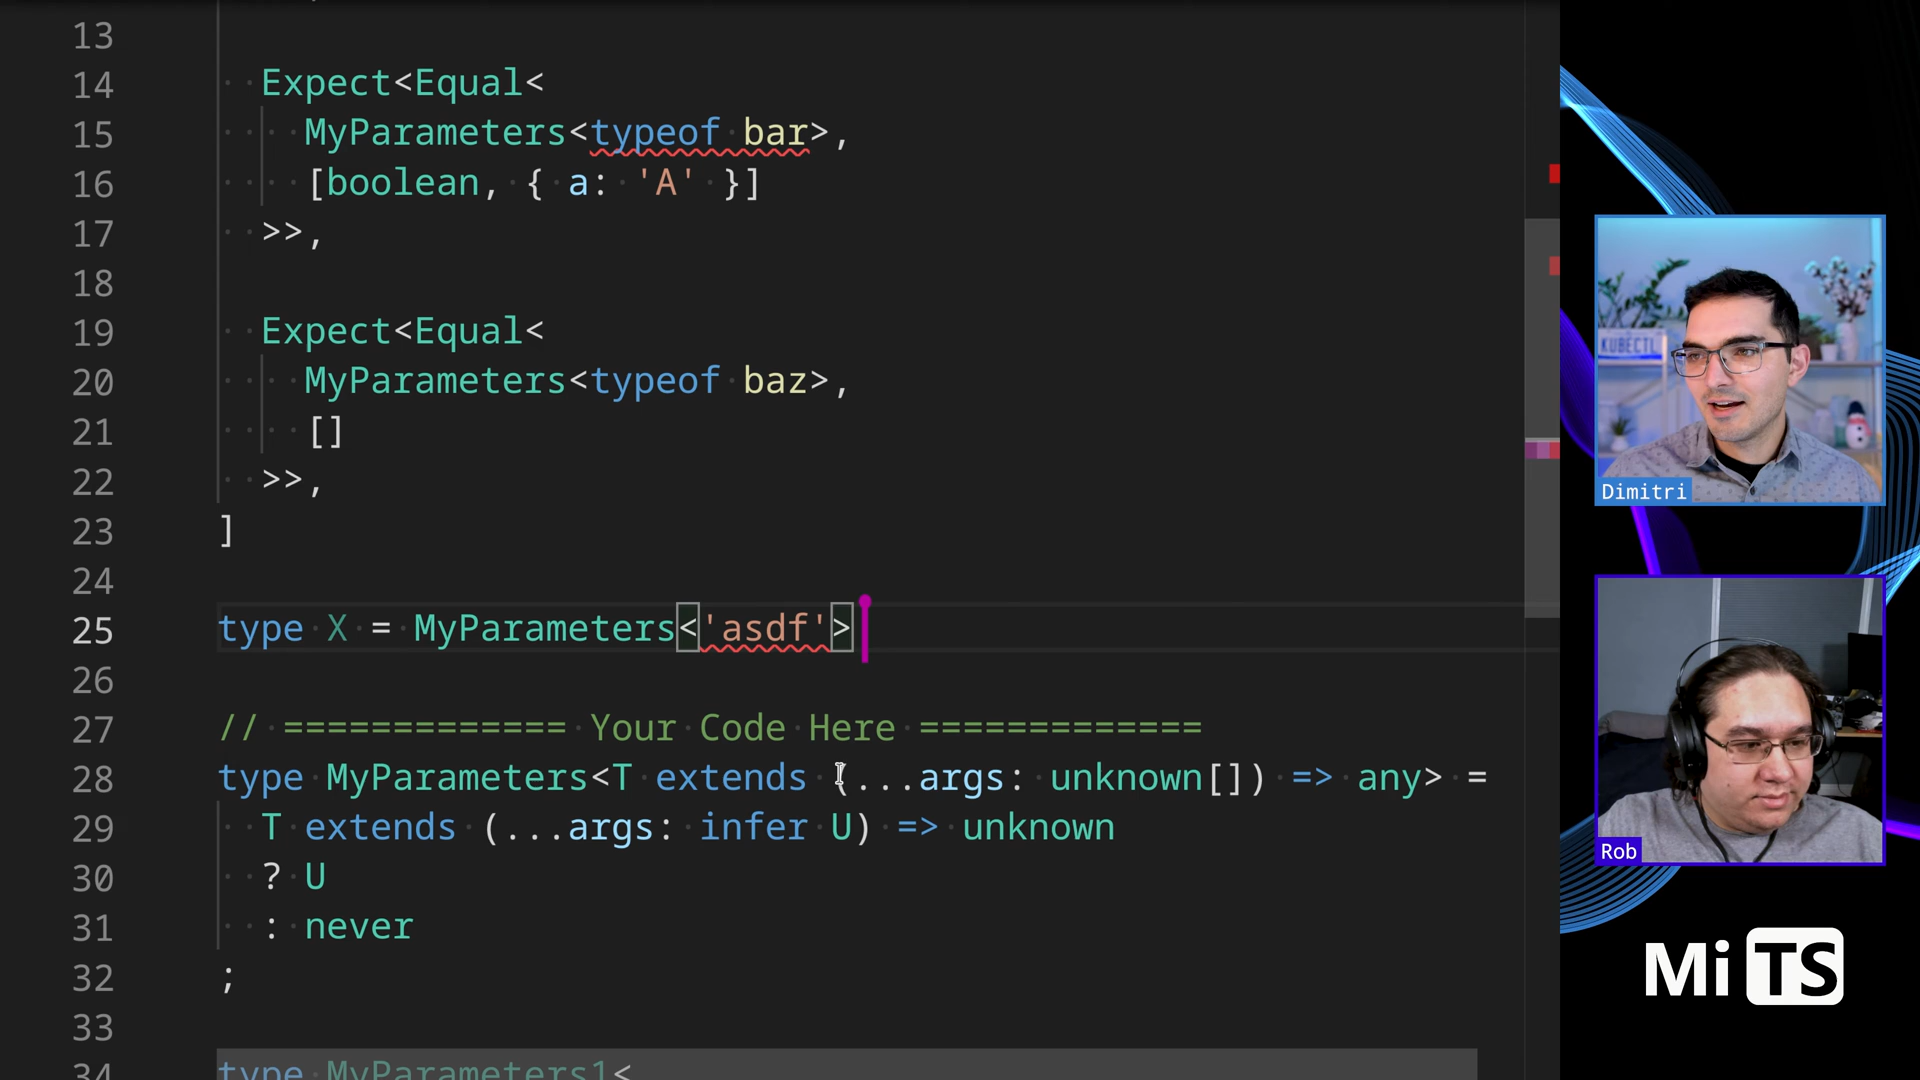 13
14 Expect<Equal<
15 MyParameters<typeof bar>,
16 [boolean, { a: 'A' }]
17 >>,
18
19 Expect<Equal<
20 MyParameters<typeof baz>,
21 []
22 >>,
23 ]
24
25 type X = MyParameters<'asdf'>
26
27 // ============= Your Code Here =============
28 type MyParameters<T extends (...args: unknown[]) => any> =
29 T extends (...args: infer U) => unknown
30 ? U
31 : never
32 ;
33
34 type MyParameters1<
KUBECTL
Dimitri
Rob
Mi TS